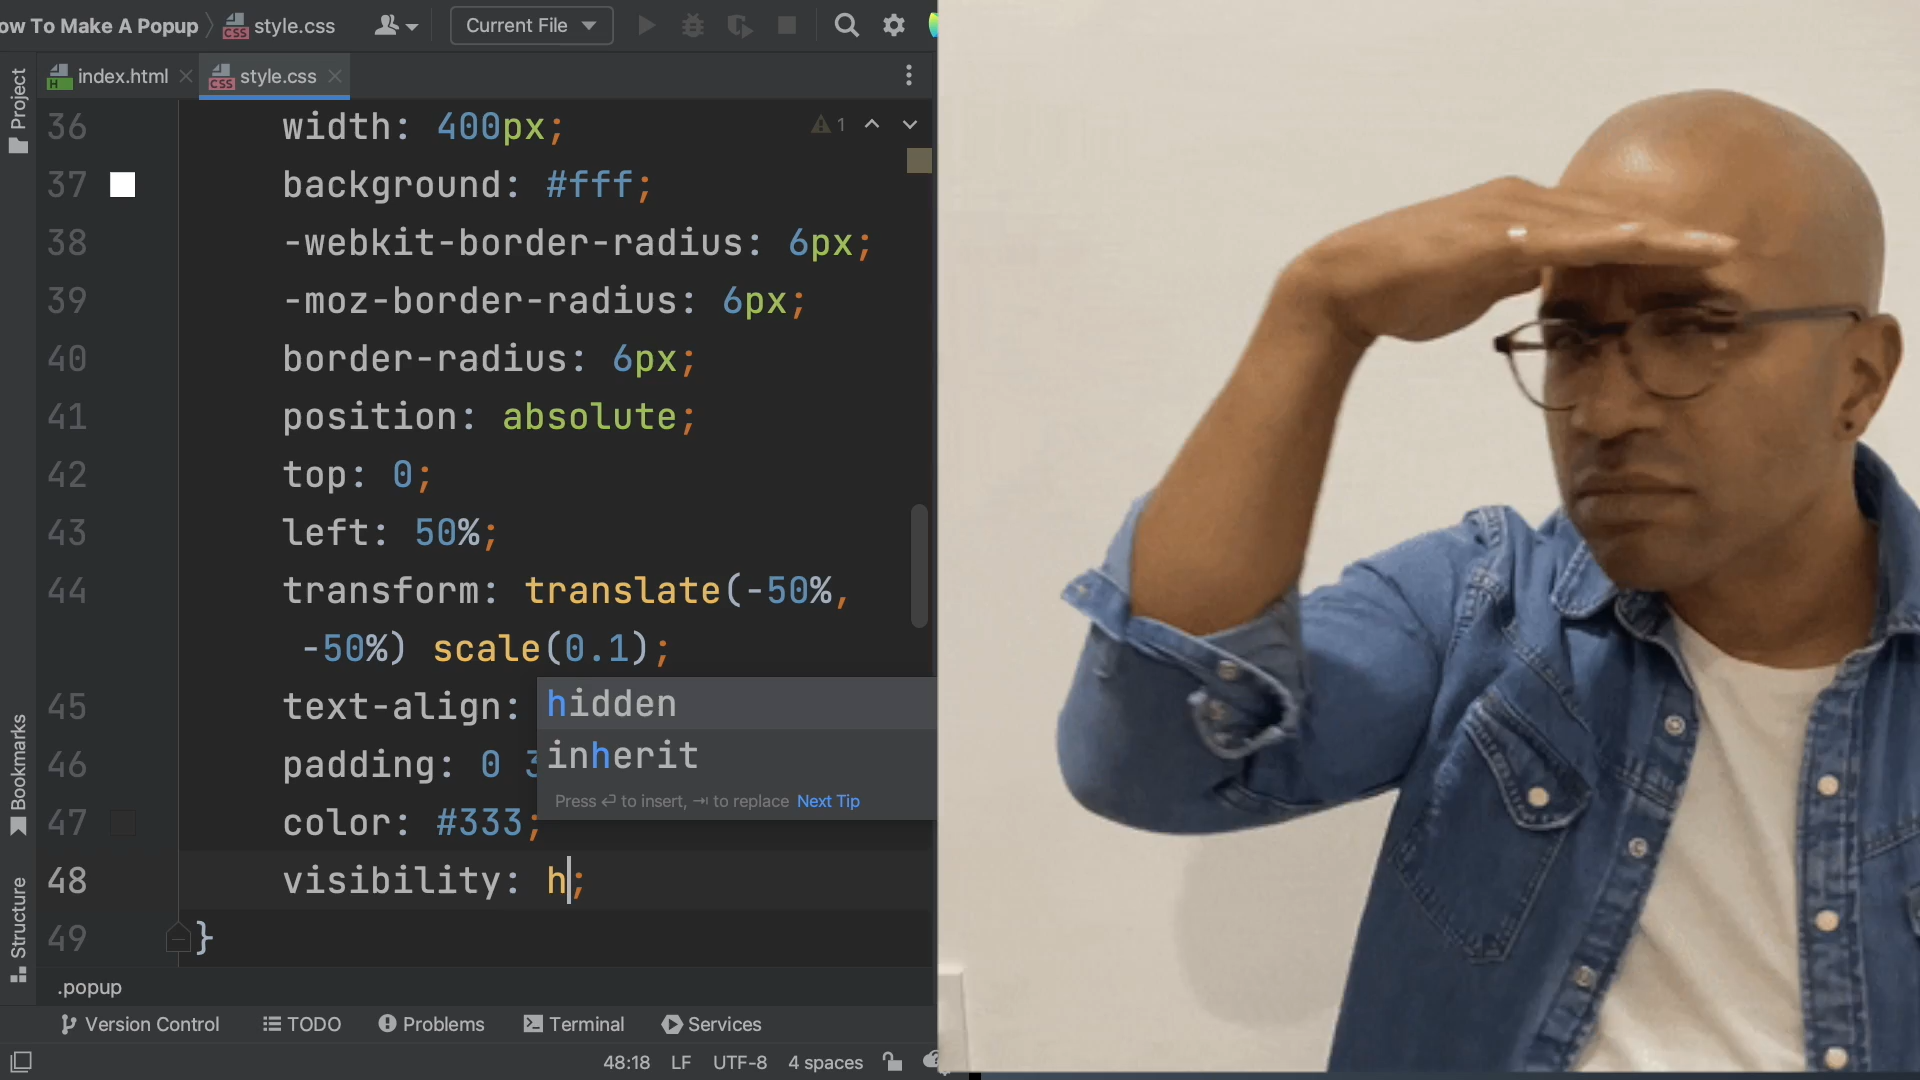 ow To Make A Popup
style.css
Current File
Project
index.html
style.css
36 width: 400px;
1
37 background: #fff;
38 -webkit-border-radius: 6px;
39 -moz-border-radius: 6px;
40 border-radius: 6px;
41 position: absolute;
42 top: 0;
43 left: 50%;
44 transform: translate(-50%,
-50%) scale(0.1);
45 text-align:
hidden
inherit
Press ⏎ to insert, ⇥ to replace Next Tip
46 padding: 0 3
47 color: #333;
48 visibility: h;
49 }
Bookmarks
Structure
.popup
Version Control
TODO
Problems
Terminal
Services
48:18 LF UTF-8 4 spaces